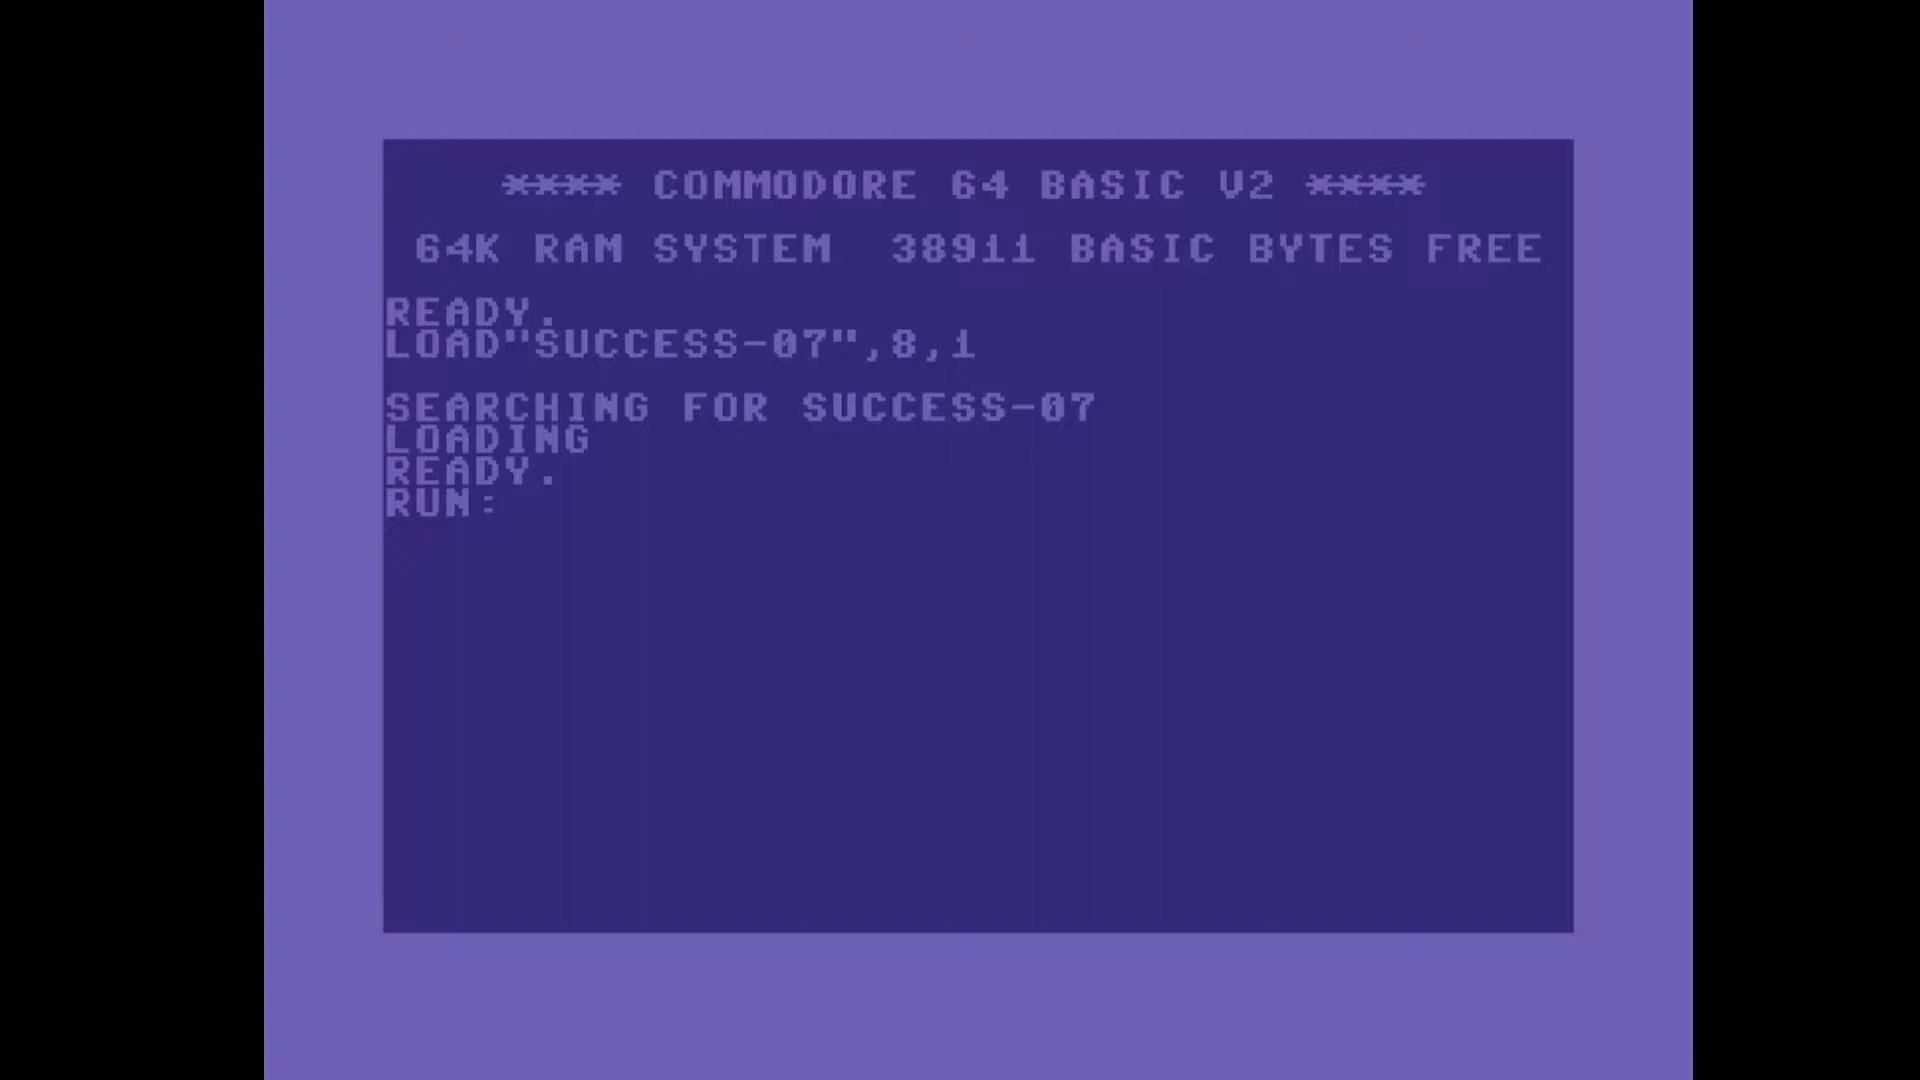 **** COMMODORE 64 BASIC V2 ****
64K RAM SYSTEM  38911 BASIC BYTES FREE
READY.
LOAD"SUCCESS-07",8,1
SEARCHING FOR SUCCESS-07
LOADING
READY.
RUN: